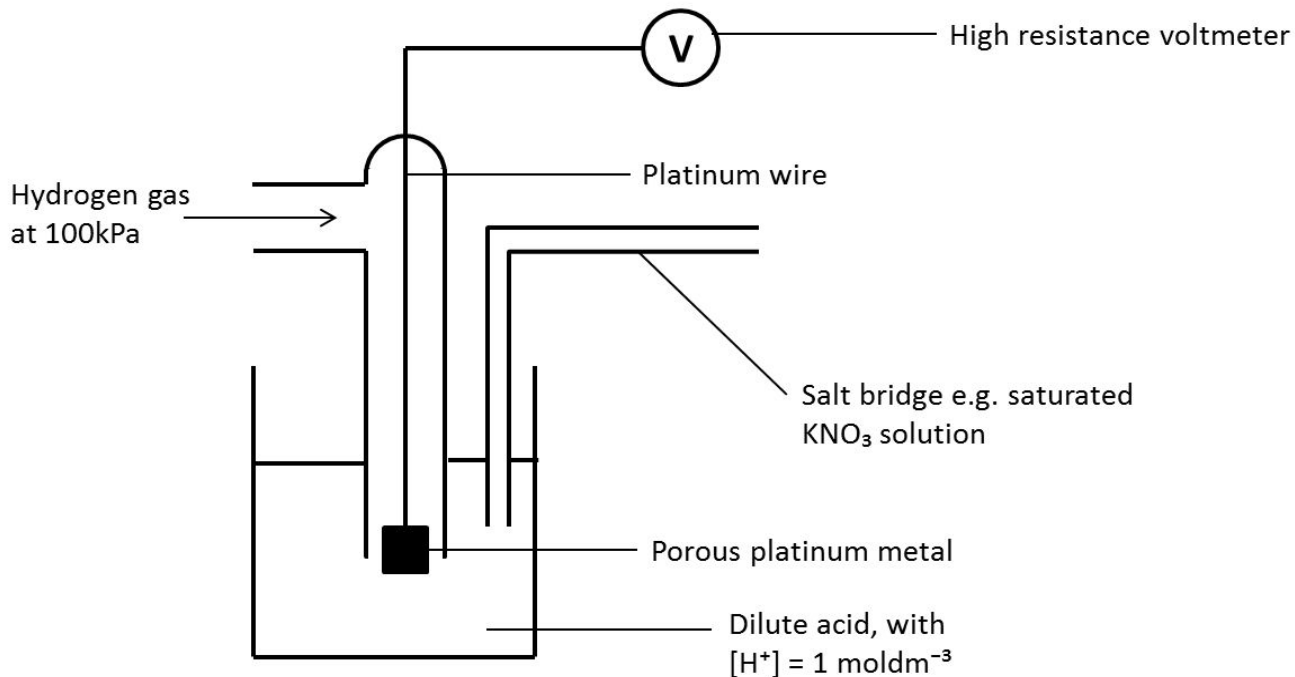 High resistance voltmeter
V
Platinum wire
Hydrogen gas
at 100kPa
Salt bridge e.g. saturated
KNO₃ solution
Porous platinum metal
Dilute acid, with
[H⁺] = 1 moldm⁻³